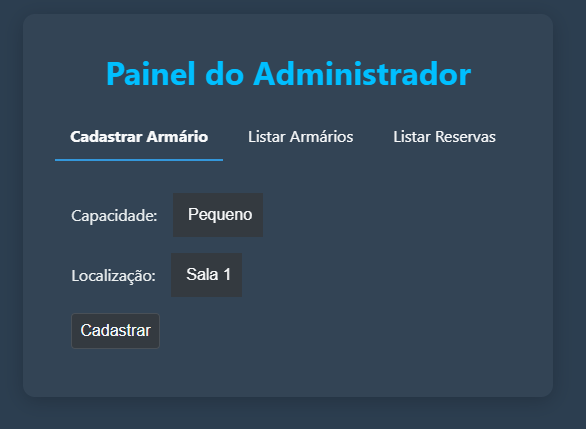 Painel do Administrador
Cadastrar Armário Listar Armários Listar Reservas
Capacidade: Pequeno
Localização: Sala 1
Cadastrar